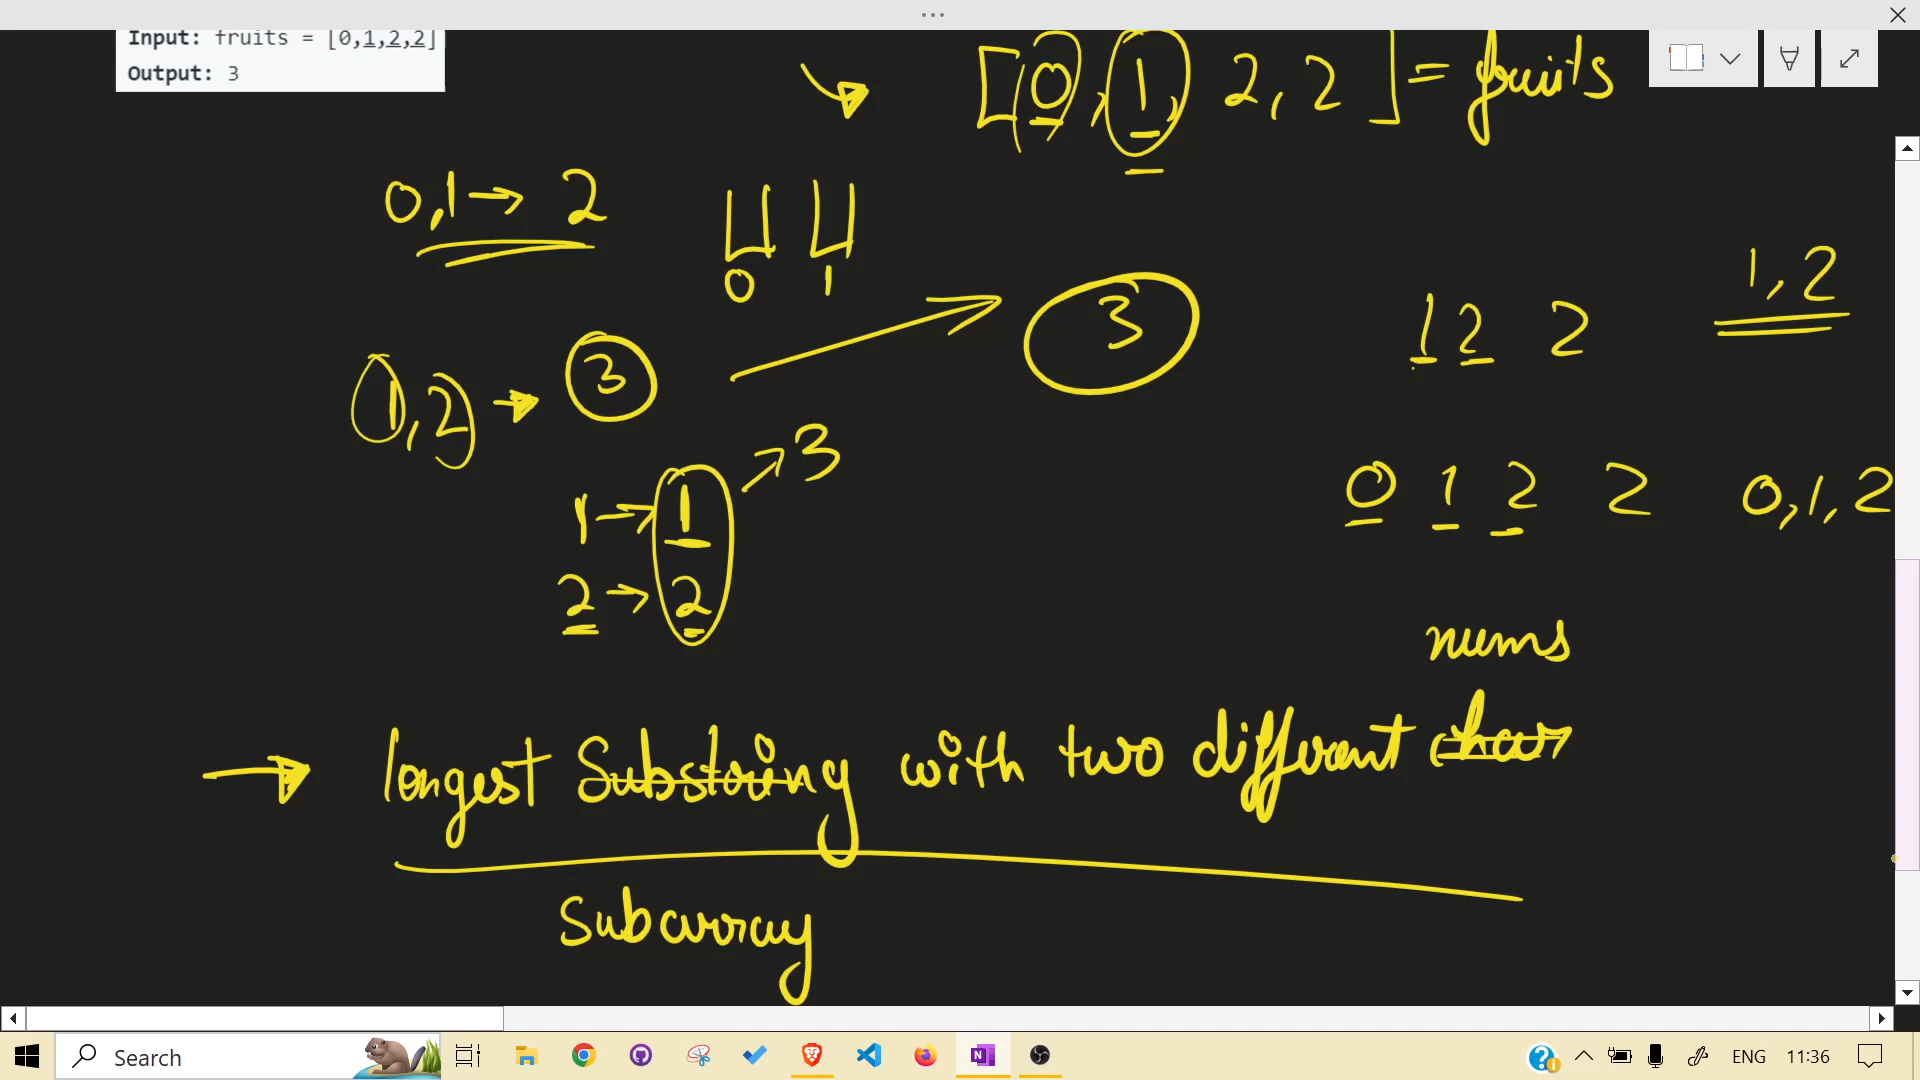 Input: fruits = [0,1,2,2]
Output: 3
[0, 1, 2, 2] = fruits
0,1 → 2
0 1
1,2 → 3
3
1 2 2
1,2
1 → 1
2 → 2
→ 3
0 1 2 2
0,1,2
nums
→ longest Substring with two different char
Subarray
Search
ENG
11:36